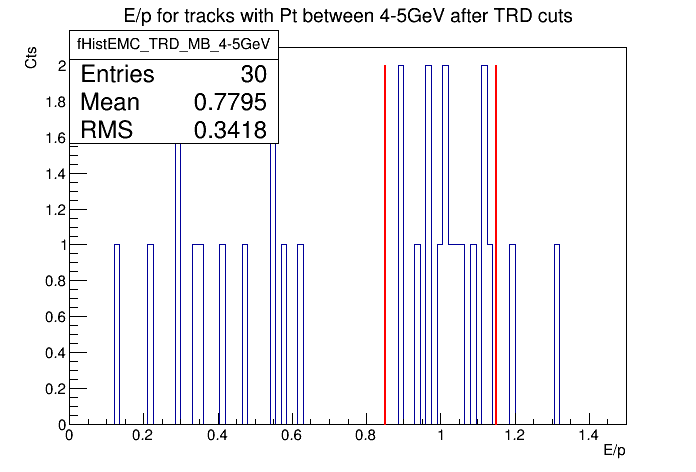 E/p for tracks with Pt between 4-5GeV after TRD cuts
fHistEMC_TRD_MB_4-5GeV
Entries 30
Mean 0.7795
RMS 0.3418
Cts
2
1.8
1.6
1.4
1.2
1
0.8
0.6
0.4
0.2
0
0 0.2 0.4 0.6 0.8 1 1.2 1.4
E/p